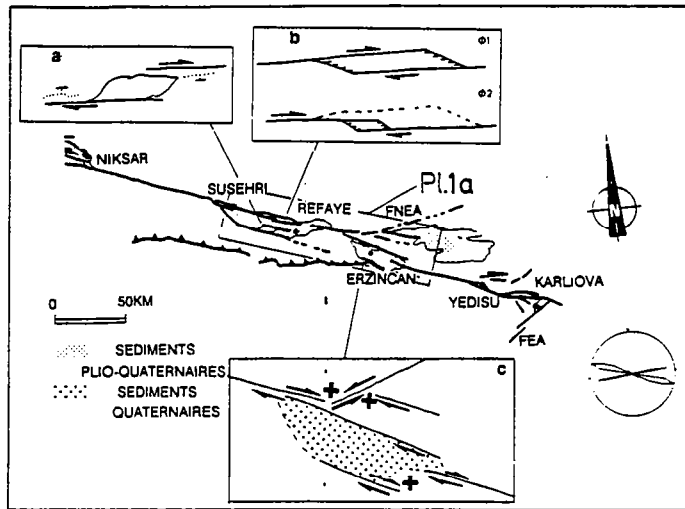 a
b
Φ1
Φ2
NIKSAR
SUSEHRI
Pl.1a
REFAYE
FNEA
N
ERZINCAN
KARLIOVA
YEDISU
FEA
0 50KM
SEDIMENTS
PLIO-QUATERNAIRES
SEDIMENTS
QUATERNAIRES
c